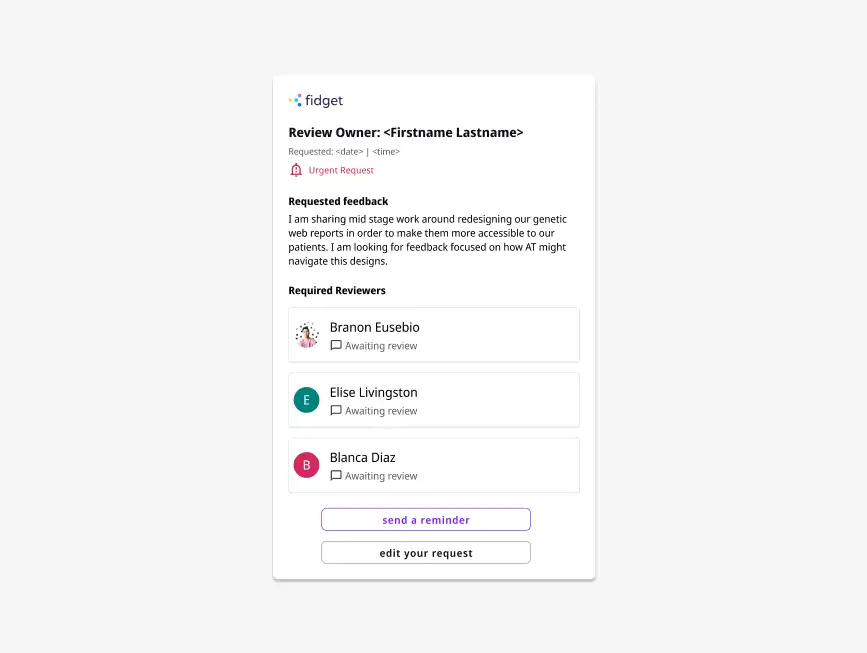 fidget
Review Owner: <Firstname Lastname>
Requested: <date> | <time>
Urgent Request
Requested feedback
I am sharing mid stage work around redesigning our genetic
web reports in order to make them more accessible to our
patients. I am looking for feedback focused on how AT might
navigate this designs.
Required Reviewers
Branon Eusebio
Awaiting review
E
Elise Livingston
Awaiting review
B
Blanca Diaz
Awaiting review
send a reminder
edit your request